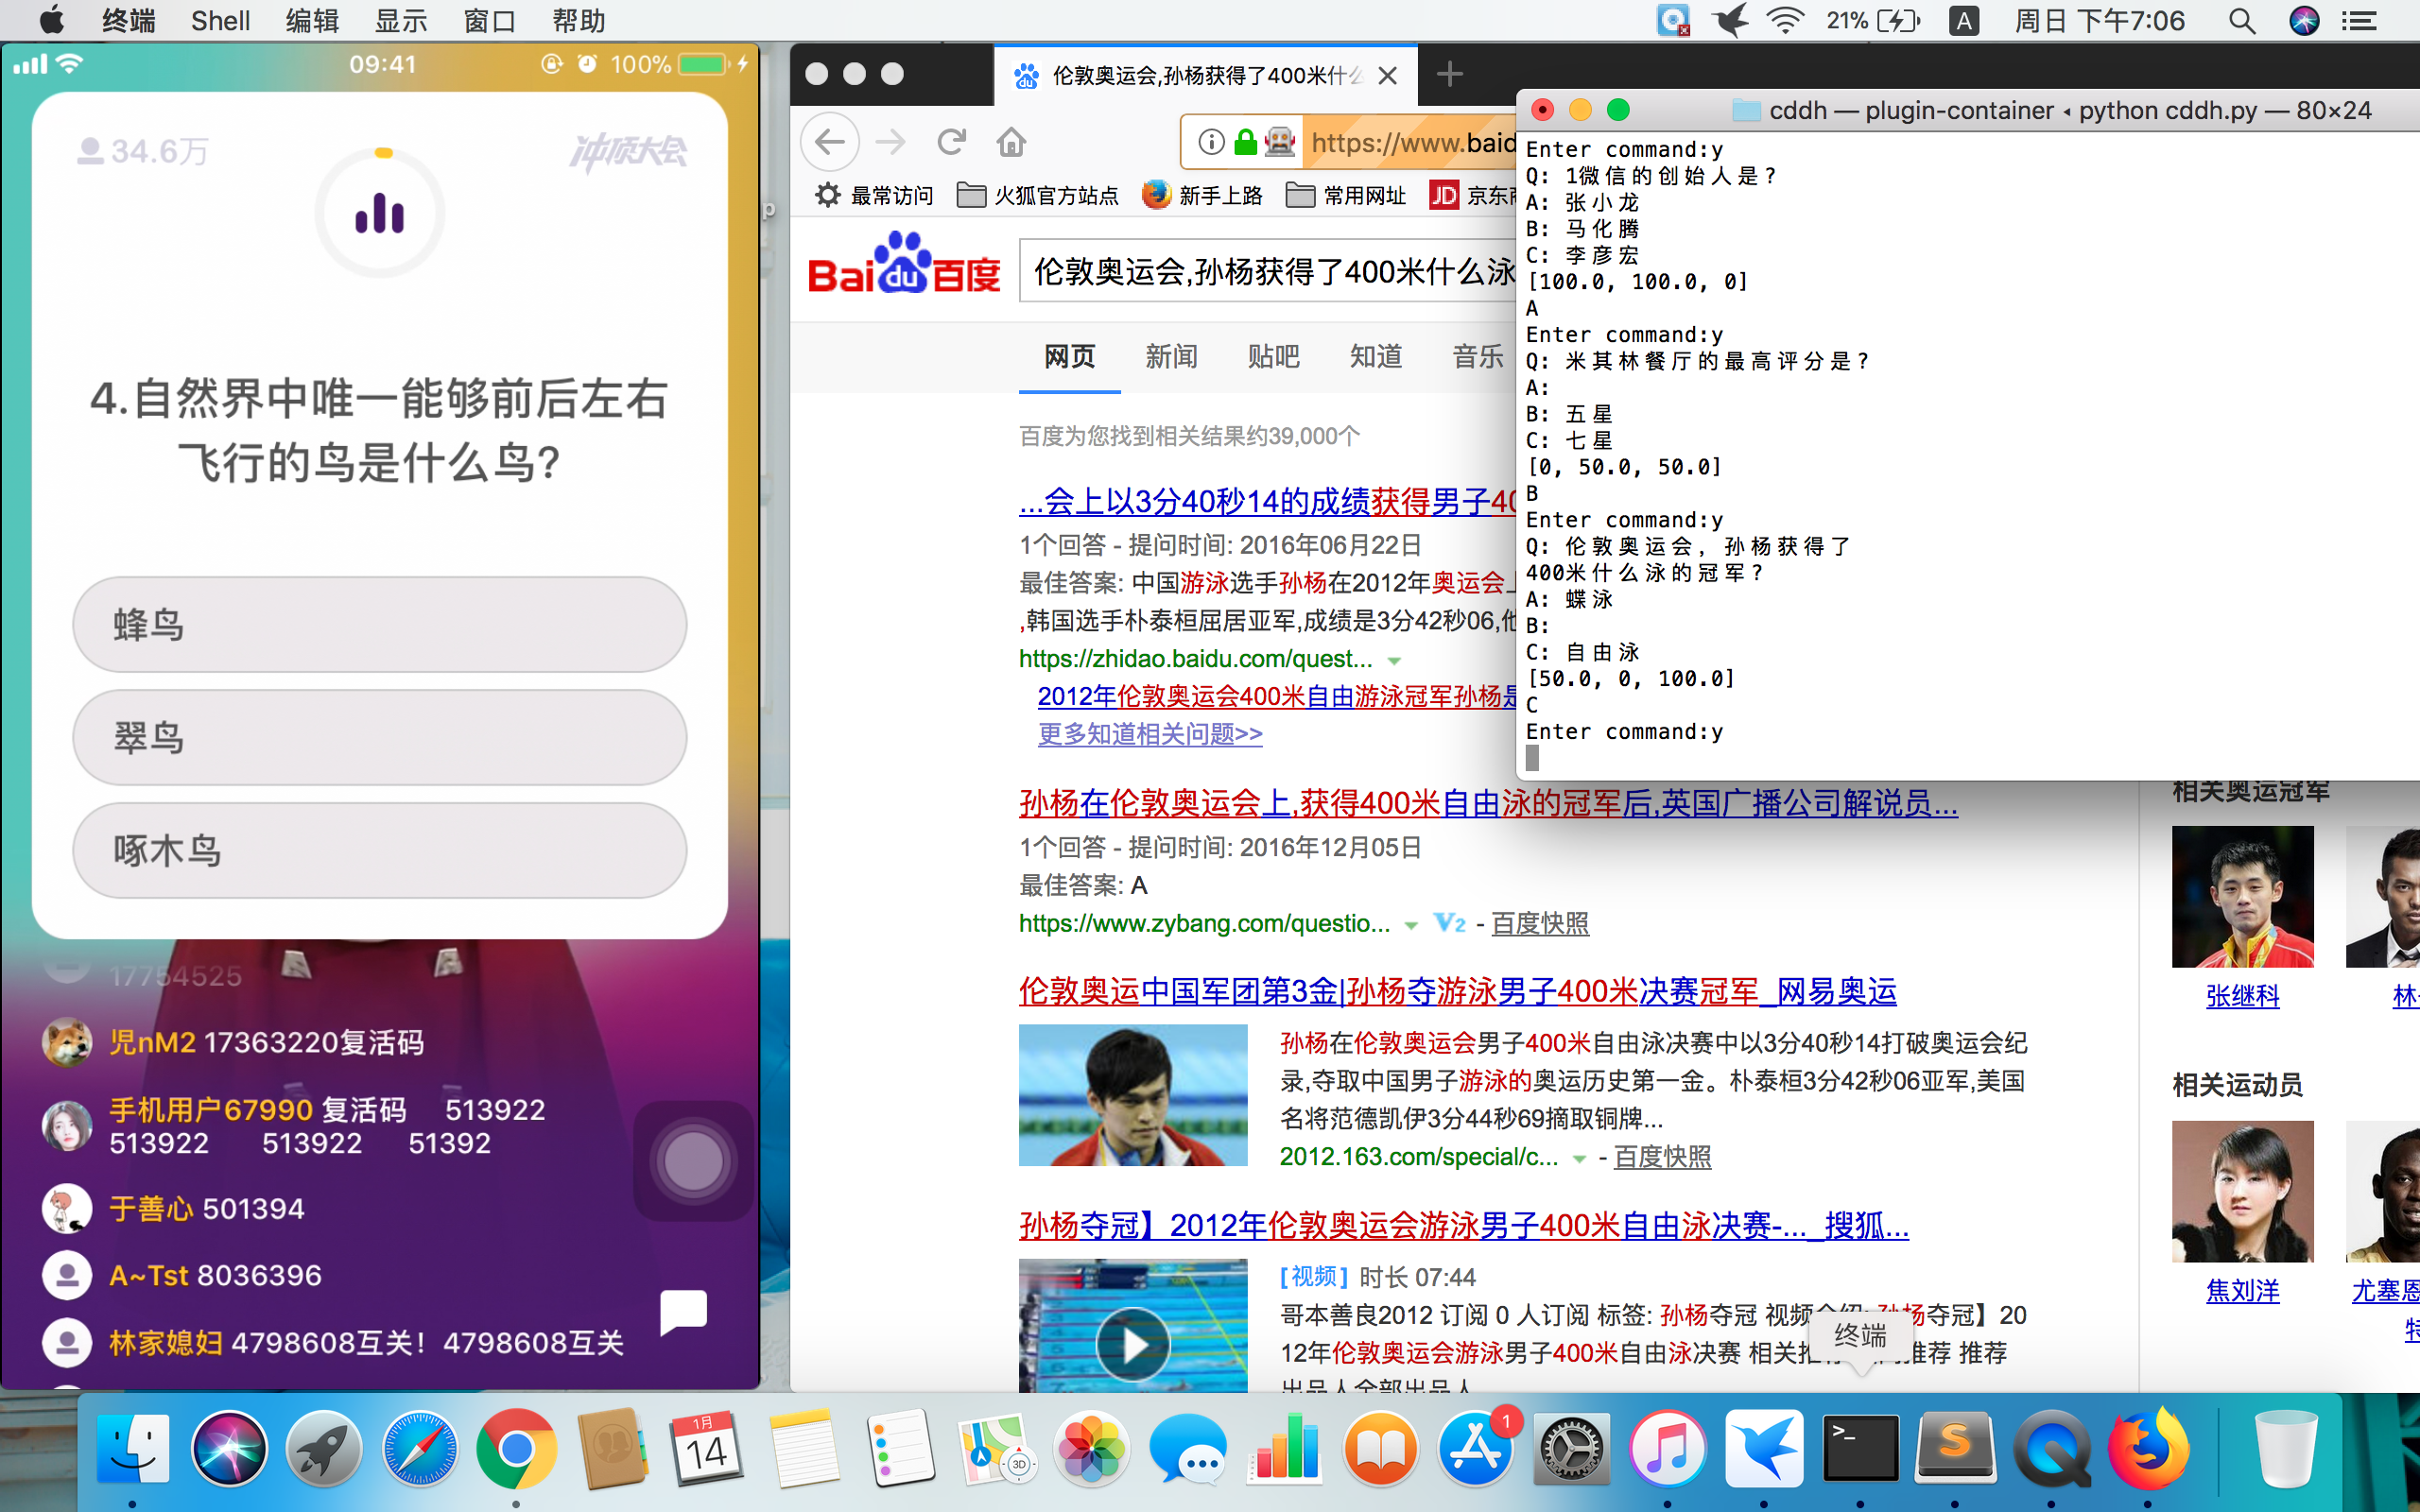 终端 Shell 编辑 显示 窗口 帮助
21% A 周日 下午7:06
09:41 100%
34.6万 冲顶大会
4.自然界中唯一能够前后左右
飞行的鸟是什么鸟?
蜂鸟
翠鸟
啄木鸟
17754525
児nM2 17363220复活码
手机用户67990 复活码 513922
513922 513922 51392
于善心 501394
A~Tst 8036396
林家媳妇 4798608互关! 4798608互关
伦敦奥运会,孙杨获得了400米什么
https://www.baid
最常访问 火狐官方站点 新手上路 常用网址 JD 京东商
Bai du 百度
伦敦奥运会,孙杨获得了400米什么泳
网页 新闻 贴吧 知道 音乐
百度为您找到相关结果约39,000个
...会上以3分40秒14的成绩获得男子40
1个回答 - 提问时间: 2016年06月22日
最佳答案: 中国游泳选手孙杨在2012年奥运会上
,韩国选手朴泰桓屈居亚军,成绩是3分42秒06,他
https://zhidao.baidu.com/quest...
2012年伦敦奥运会400米自由游泳冠军孙杨是
更多知道相关问题>>
孙杨在伦敦奥运会上,获得400米自由泳的冠军后,英国广播公司解说员...
1个回答 - 提问时间: 2016年12月05日
最佳答案: A
https://www.zybang.com/questio... V2 - 百度快照
伦敦奥运中国军团第3金|孙杨夺游泳男子400米决赛冠军_网易奥运
孙杨在伦敦奥运会男子400米自由泳决赛中以3分40秒14打破奥运会纪
录,夺取中国男子游泳的奥运历史第一金。朴泰桓3分42秒06亚军,美国
名将范德凯伊3分44秒69摘取铜牌...
2012.163.com/special/c... - 百度快照
孙杨夺冠】2012年伦敦奥运会游泳男子400米自由泳决赛-..._搜狐...
[视频] 时长 07:44
哥本善良2012 订阅 0 人订阅 标签: 孙杨夺冠 视频介绍: 孙杨夺冠】20
12年伦敦奥运会游泳男子400米自由泳决赛 相关推荐 推荐 推荐
出品人全部出品人
终端
相关奥运冠军
张继科
林
相关运动员
焦刘洋
尤塞恩
特
cddh — plugin-container ◂ python cddh.py — 80×24
Enter command:y
Q: 1微信的创始人是?
A: 张小龙
B: 马化腾
C: 李彦宏
[100.0, 100.0, 0]
A
Enter command:y
Q: 米其林餐厅的最高评分是?
A:
B: 五星
C: 七星
[0, 50.0, 50.0]
B
Enter command:y
Q: 伦敦奥运会, 孙杨获得了
400米什么泳的冠军?
A: 蝶泳
B:
C: 自由泳
[50.0, 0, 100.0]
C
Enter command:y
p
1月
14
3D
1
>_
S